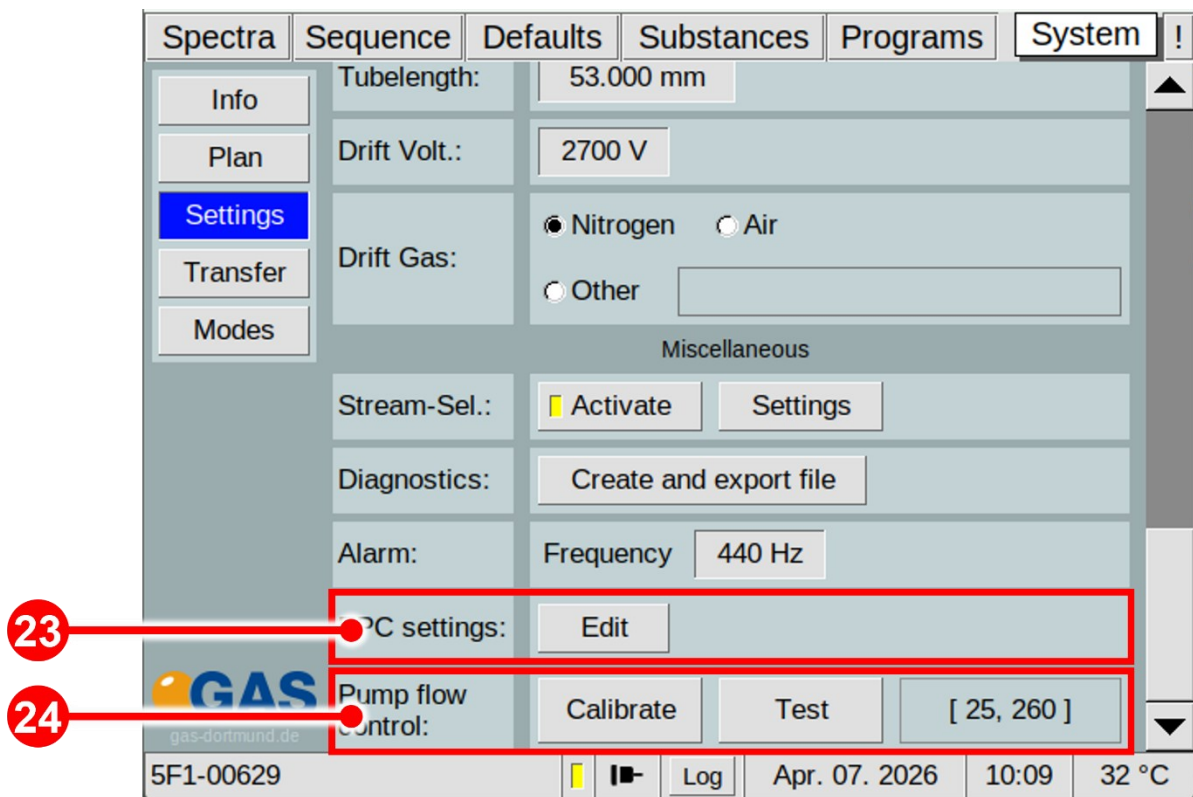 Spectra Sequence Defaults Substances Programs System !
Info
Plan
Settings
Transfer
Modes
Tubelength: 53.000 mm
Drift Volt.: 2700 V
Drift Gas: Nitrogen Air
Other
Miscellaneous
Stream-Sel.: Activate Settings
Diagnostics: Create and export file
Alarm: Frequency 440 Hz
23 PC settings: Edit
GAS
gas-dortmund.de
24 Pump flow control: Calibrate Test [ 25, 260 ]
5F1-00629 Log Apr. 07. 2026 10:09 32 °C